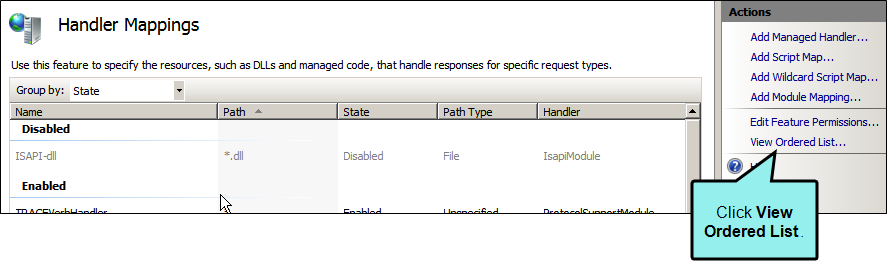 Handler Mappings
Use this feature to specify the resources, such as DLLs and managed code, that handle responses for specific request types.
Group by: State
Name Path State Path Type Handler
Disabled
ISAPI-dll *.dll Disabled File IsapiModule
Enabled
TRACEVerbHandler * Enabled Unspecified ProtocolSupportModule
Actions
Add Managed Handler...
Add Script Map...
Add Wildcard Script Map...
Add Module Mapping...
Edit Feature Permissions...
View Ordered List...
Click View
Ordered List.